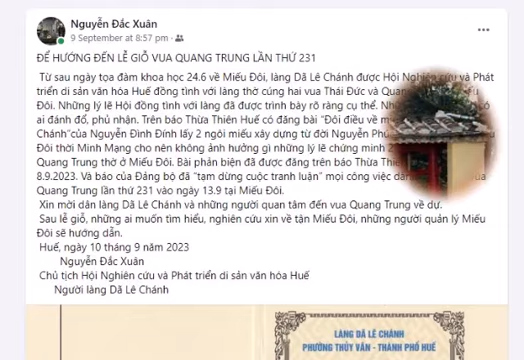 Nguyễn Đắc Xuân
9 September at 8:57 pm ·
ĐỂ HƯỚNG ĐẾN LỄ GIỖ VUA QUANG TRUNG LẦN THỨ 231
Từ sau ngày tọa đàm khoa học 24.6 về Miếu Đôi, làng Dã Lê Chánh được Hội Nghiên cứu và Phát
triển di sản văn hóa Huế đồng tình với làng thờ cúng hai vua Thái Đức và Quang
Đôi. Những lý lẽ Hội đồng tình với làng đã được trình bày rõ ràng cụ thể. Những
ai đánh đổ, phủ nhận. Trên báo Thừa Thiên Huế có đăng bài "Đôi điều về
Chánh"của Nguyễn Đình Đính lấy 2 ngôi miếu xây dựng từ đời Nguyễn
Đôi thời Minh Mạng cho nên không ảnh hưởng gì những lý lẽ chứng minh
Quang Trung thờ ở Miếu Đôi. Bài phản biện đã được đăng trên báo Thừa
8.9.2023. Và báo của Đảng bộ đã "tạm dừng cuộc tranh luận" mọi công việc
Quang Trung lần thứ 231 vào ngày 13.9 tại Miếu Đôi.
Xin mời dân làng Dã Lê Chánh và những người quan tâm đến vua Quang Trung về dự.
Sau lễ giỗ, những ai muốn tìm hiểu, nghiên cứu xin về tận Miếu Đôi, những người quản lý Miếu
Đôi sẽ hướng dẫn.
Huế, ngày 10 tháng 9 năm 2023
Nguyễn Đắc Xuân
Chủ tịch Hội Nghiên cứu và Phát triển di sản văn hóa Huế
Người làng Dã Lê Chánh
LÀNG DÃ LÊ CHÁNH
PHƯỜNG THỦY VÂN - THÀNH PHỐ HUẾ